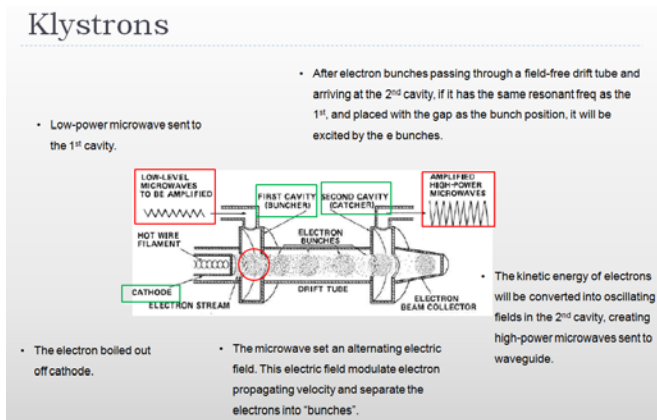 Klystrons
• After electron bunches passing through a field-free drift tube and
arriving at the 2nd cavity, if it has the same resonant freq as the
1st, and placed with the gap as the bunch position, it will be
excited by the e bunches.
• Low-power microwave sent to
the 1st cavity.
LOW-LEVEL
MICROWAVES
TO BE AMPLIFIED
FIRST CAVITY
(BUNCHER)
SECOND CAVITY
(CATCHER)
AMPLIFIED
HIGH-POWER
MICROWAVES
HOT WIRE
FILAMENT
ELECTRON
BUNCHES
CATHODE
ELECTRON STREAM
DRIFT TUBE
ELECTRON
BEAM COLLECTOR
• The kinetic energy of electrons
will be converted into oscillating
fields in the 2nd cavity, creating
high-power microwaves sent to
waveguide.
• The electron boiled out
off cathode.
• The microwave set an alternating electric
field. This electric field modulate electron
propagating velocity and separate the
electrons into “bunches”.